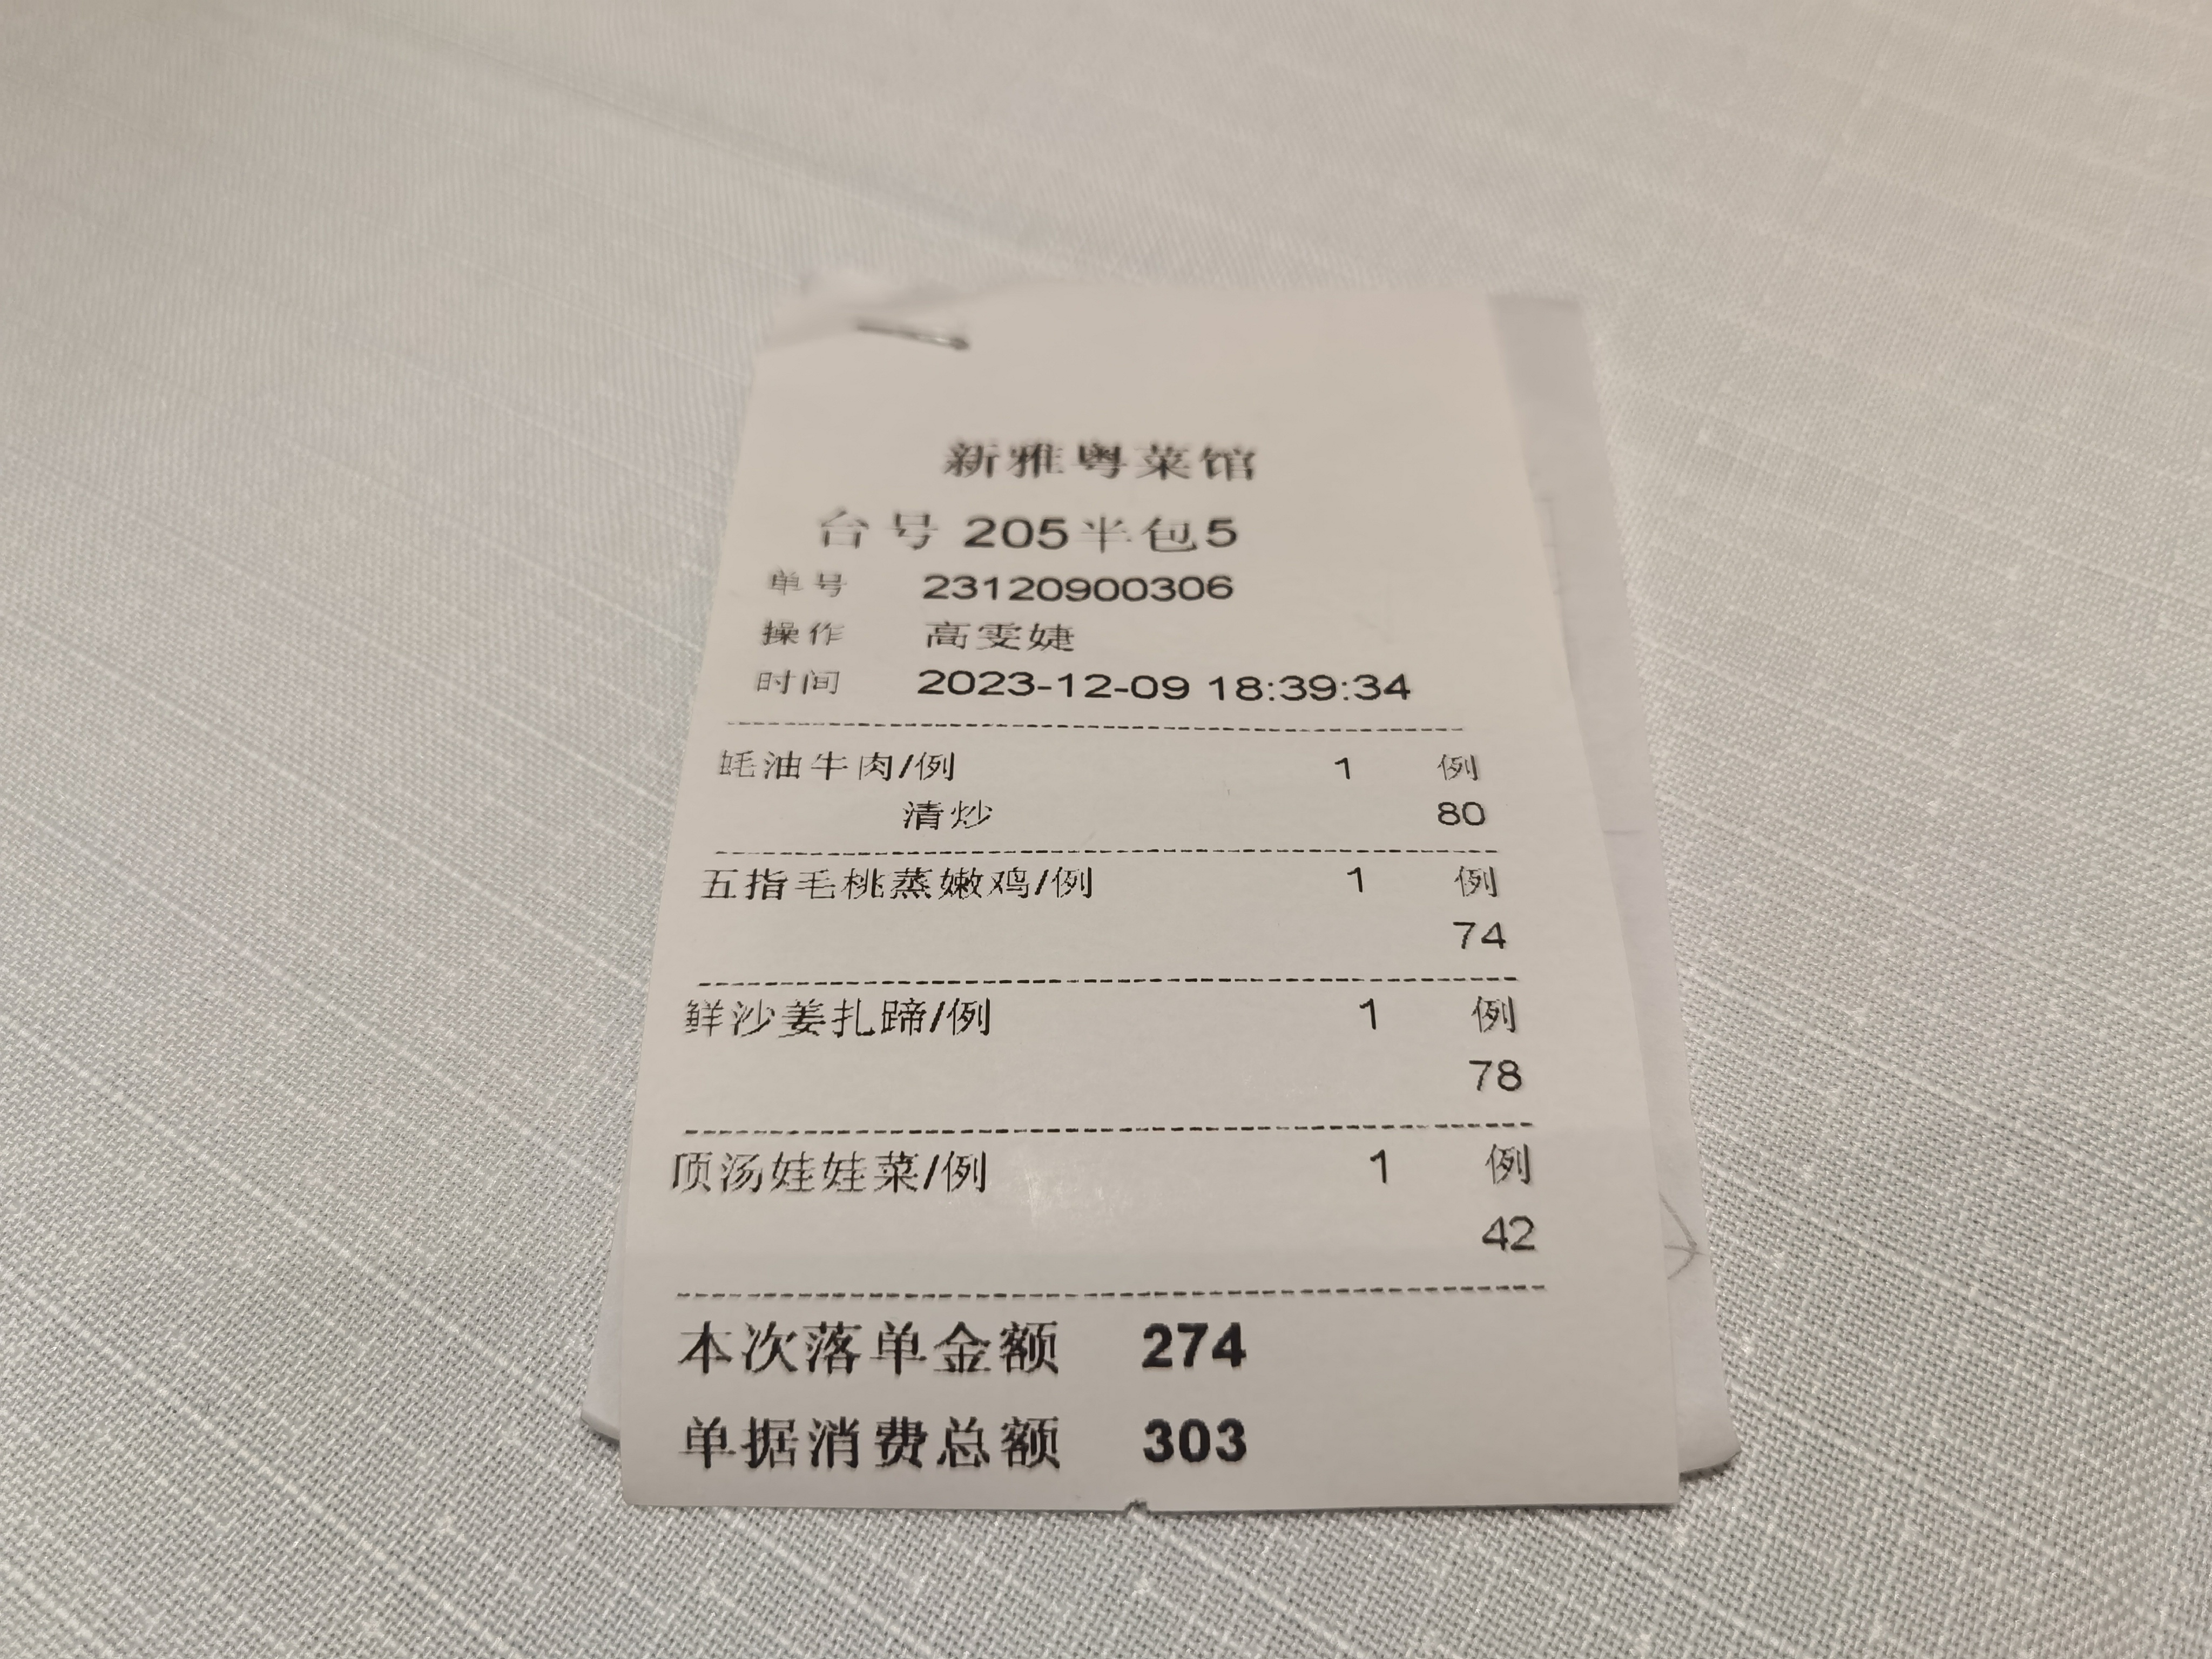 新雅粤菜馆
台号 205半包5
单号 23120900306
操作 高雯婕
时间 2023-12-09 18:39:34
蚝油牛肉/例 1 例
清炒 80
五指毛桃蒸嫩鸡/例 1 例
74
鲜沙姜扎蹄/例 1 例
78
顶汤娃娃菜/例 1 例
42
本次落单金额 274
单据消费总额 303